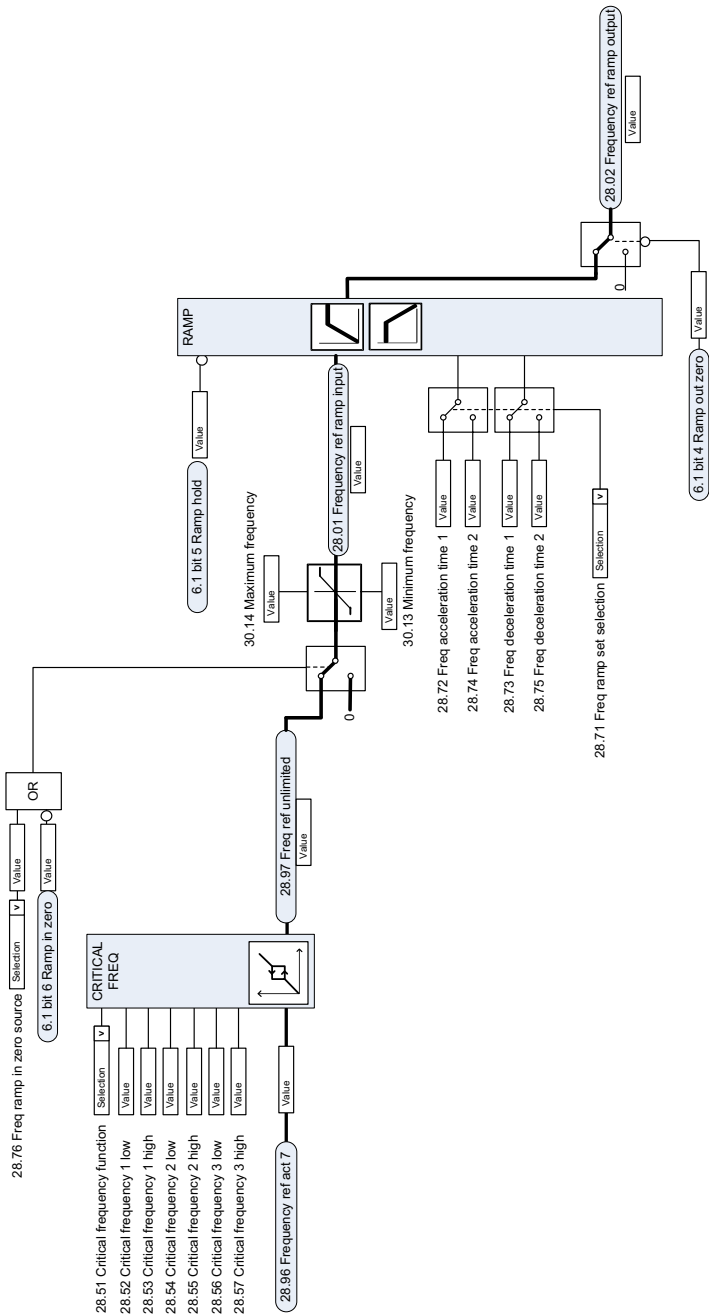 28.76 Freq ramp in zero source
Selection
v
Value
OR
6.1 bit 6 Ramp in zero
Value
28.51 Critical frequency function
Selection
v
28.52 Critical frequency 1 low
Value
28.53 Critical frequency 1 high
Value
28.54 Critical frequency 2 low
Value
28.55 Critical frequency 2 high
Value
28.56 Critical frequency 3 low
Value
28.57 Critical frequency 3 high
Value
CRITICAL
FREQ
28.96 Frequency ref act 7
Value
28.97 Freq ref unlimited
Value
0
30.14 Maximum frequency
Value
30.13 Minimum frequency
Value
28.01 Frequency ref ramp input
Value
6.1 bit 5 Ramp hold
Value
RAMP
28.72 Freq acceleration time 1
Value
28.74 Freq acceleration time 2
Value
28.73 Freq deceleration time 1
Value
28.75 Freq deceleration time 2
Value
28.71 Freq ramp set selection
Selection
v
0
28.02 Frequency ref ramp output
Value
6.1 bit 4 Ramp out zero
Value